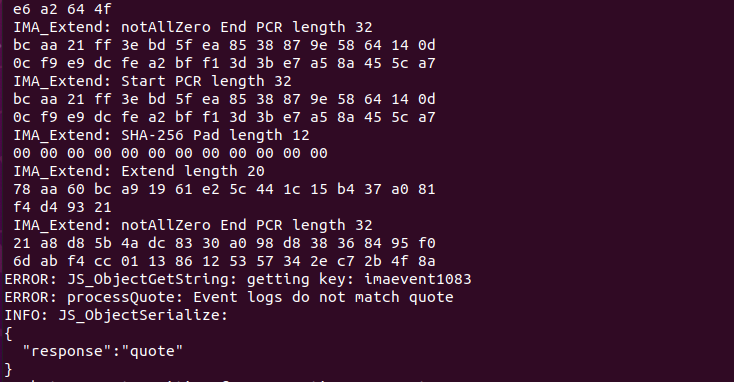 e6 a2 64 4f
IMA_Extend: notAllZero End PCR length 32
bc aa 21 ff 3e bd 5f ea 85 38 87 9e 58 64 14 0d
0c f9 e9 dc fe a2 bf f1 3d 3b e7 a5 8a 45 5c a7
IMA_Extend: Start PCR length 32
bc aa 21 ff 3e bd 5f ea 85 38 87 9e 58 64 14 0d
0c f9 e9 dc fe a2 bf f1 3d 3b e7 a5 8a 45 5c a7
IMA_Extend: SHA-256 Pad length 12
00 00 00 00 00 00 00 00 00 00 00 00
IMA_Extend: Extend length 20
78 aa 60 bc a9 19 61 e2 5c 44 1c 15 b4 37 a0 81
f4 d4 93 21
IMA_Extend: notAllZero End PCR length 32
21 a8 d8 5b 4a dc 83 30 a0 98 d8 38 36 84 95 f0
6d ab f4 cc 01 13 86 12 53 57 34 2e c7 2b 4f 8a
ERROR: JS_ObjectGetString: getting key: imaevent1083
ERROR: processQuote: Event logs do not match quote
INFO: JS_ObjectSerialize:
{
"response":"quote"
}